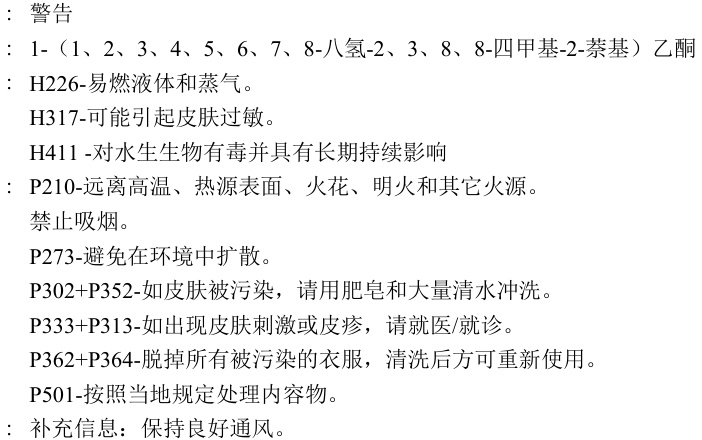 : 警告
: 1-（1、2、3、4、5、6、7、8-八氢-2、3、8、8-四甲基-2-萘基）乙酮
: H226-易燃液体和蒸气。
H317-可能引起皮肤过敏。
H411 -对水生生物有毒并具有长期持续影响
: P210-远离高温、热源表面、火花、明火和其它火源。
禁止吸烟。
P273-避免在环境中扩散。
P302+P352-如皮肤被污染，请用肥皂和大量清水冲洗。
P333+P313-如出现皮肤刺激或皮疹，请就医/就诊。
P362+P364-脱掉所有被污染的衣服，清洗后方可重新使用。
P501-按照当地规定处理内容物。
: 补充信息：保持良好通风。